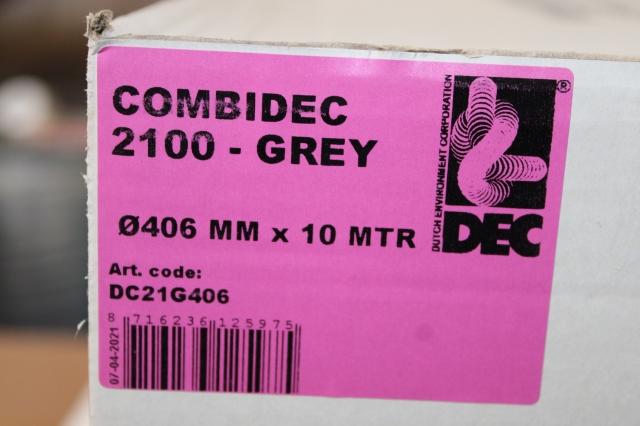 COMBIDEC
2100 - GREY
Ø406 MM x 10 MTR
Art. code:
DC21G406
8 716236 125975
07-04-2021
DUTCH ENVIRONMENT CORPORATION
®
DEC